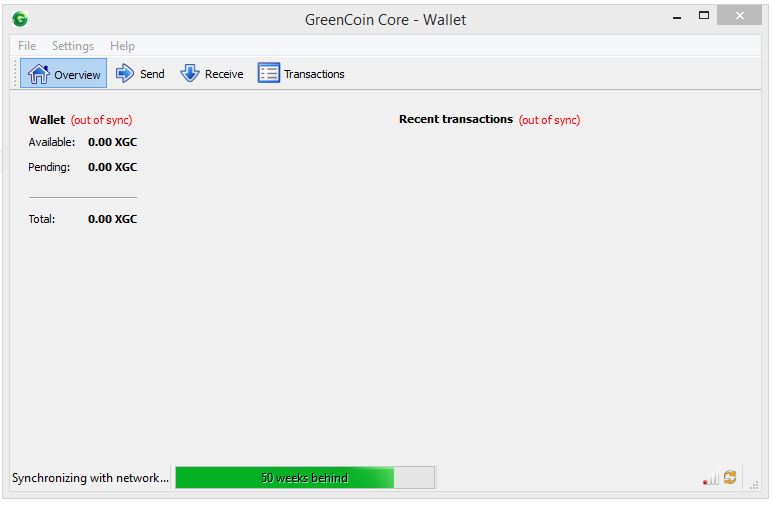 GreenCoin Core - Wallet
File Settings Help
Overview Send Receive Transactions
Wallet (out of sync) Recent transactions (out of sync)
Available: 0.00 XGC
Pending: 0.00 XGC
Total: 0.00 XGC
Synchronizing with network... 50 weeks behind